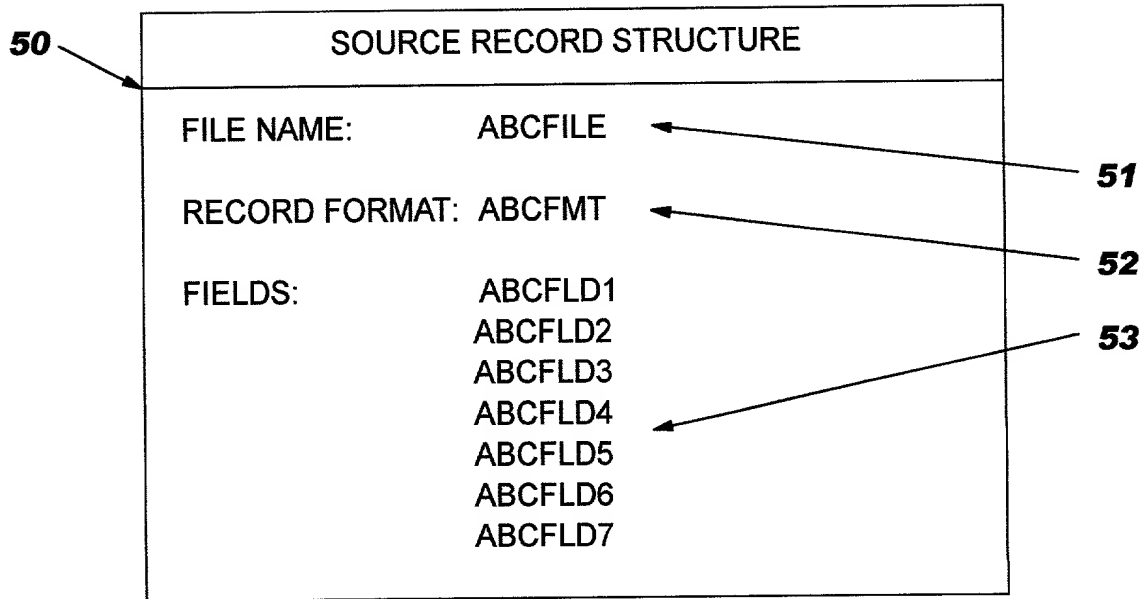 50
SOURCE RECORD STRUCTURE
FILE NAME: ABCFILE
51
RECORD FORMAT: ABCFMT
52
FIELDS: ABCFLD1
ABCFLD2
53
ABCFLD3
ABCFLD4
ABCFLD5
ABCFLD6
ABCFLD7